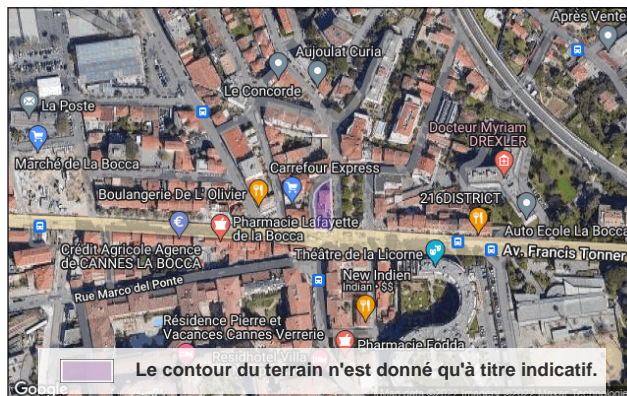 Après Vente
Aujoulat Curia
Le Concorde
La Poste
Docteur Myriam
DREXLER
Marché de La Bocca
Carrefour Express
Boulangerie De L' Olivier
216DISTRICT
Pharmacie Lafayette
de la Bocca
Auto Ecole La Bocca
Crédit Agricole Agence
de CANNES LA BOCCA
Théâtre de la Licorne
Av. Francis Tonner
New Indien
Indian • $$
Rue Marco del Ponte
Résidence Pierre et
Vacances Cannes Verrerie
Pharmacie Fodda
Residhotel Villa
Le contour du terrain n'est donné qu'à titre indicatif.
Google